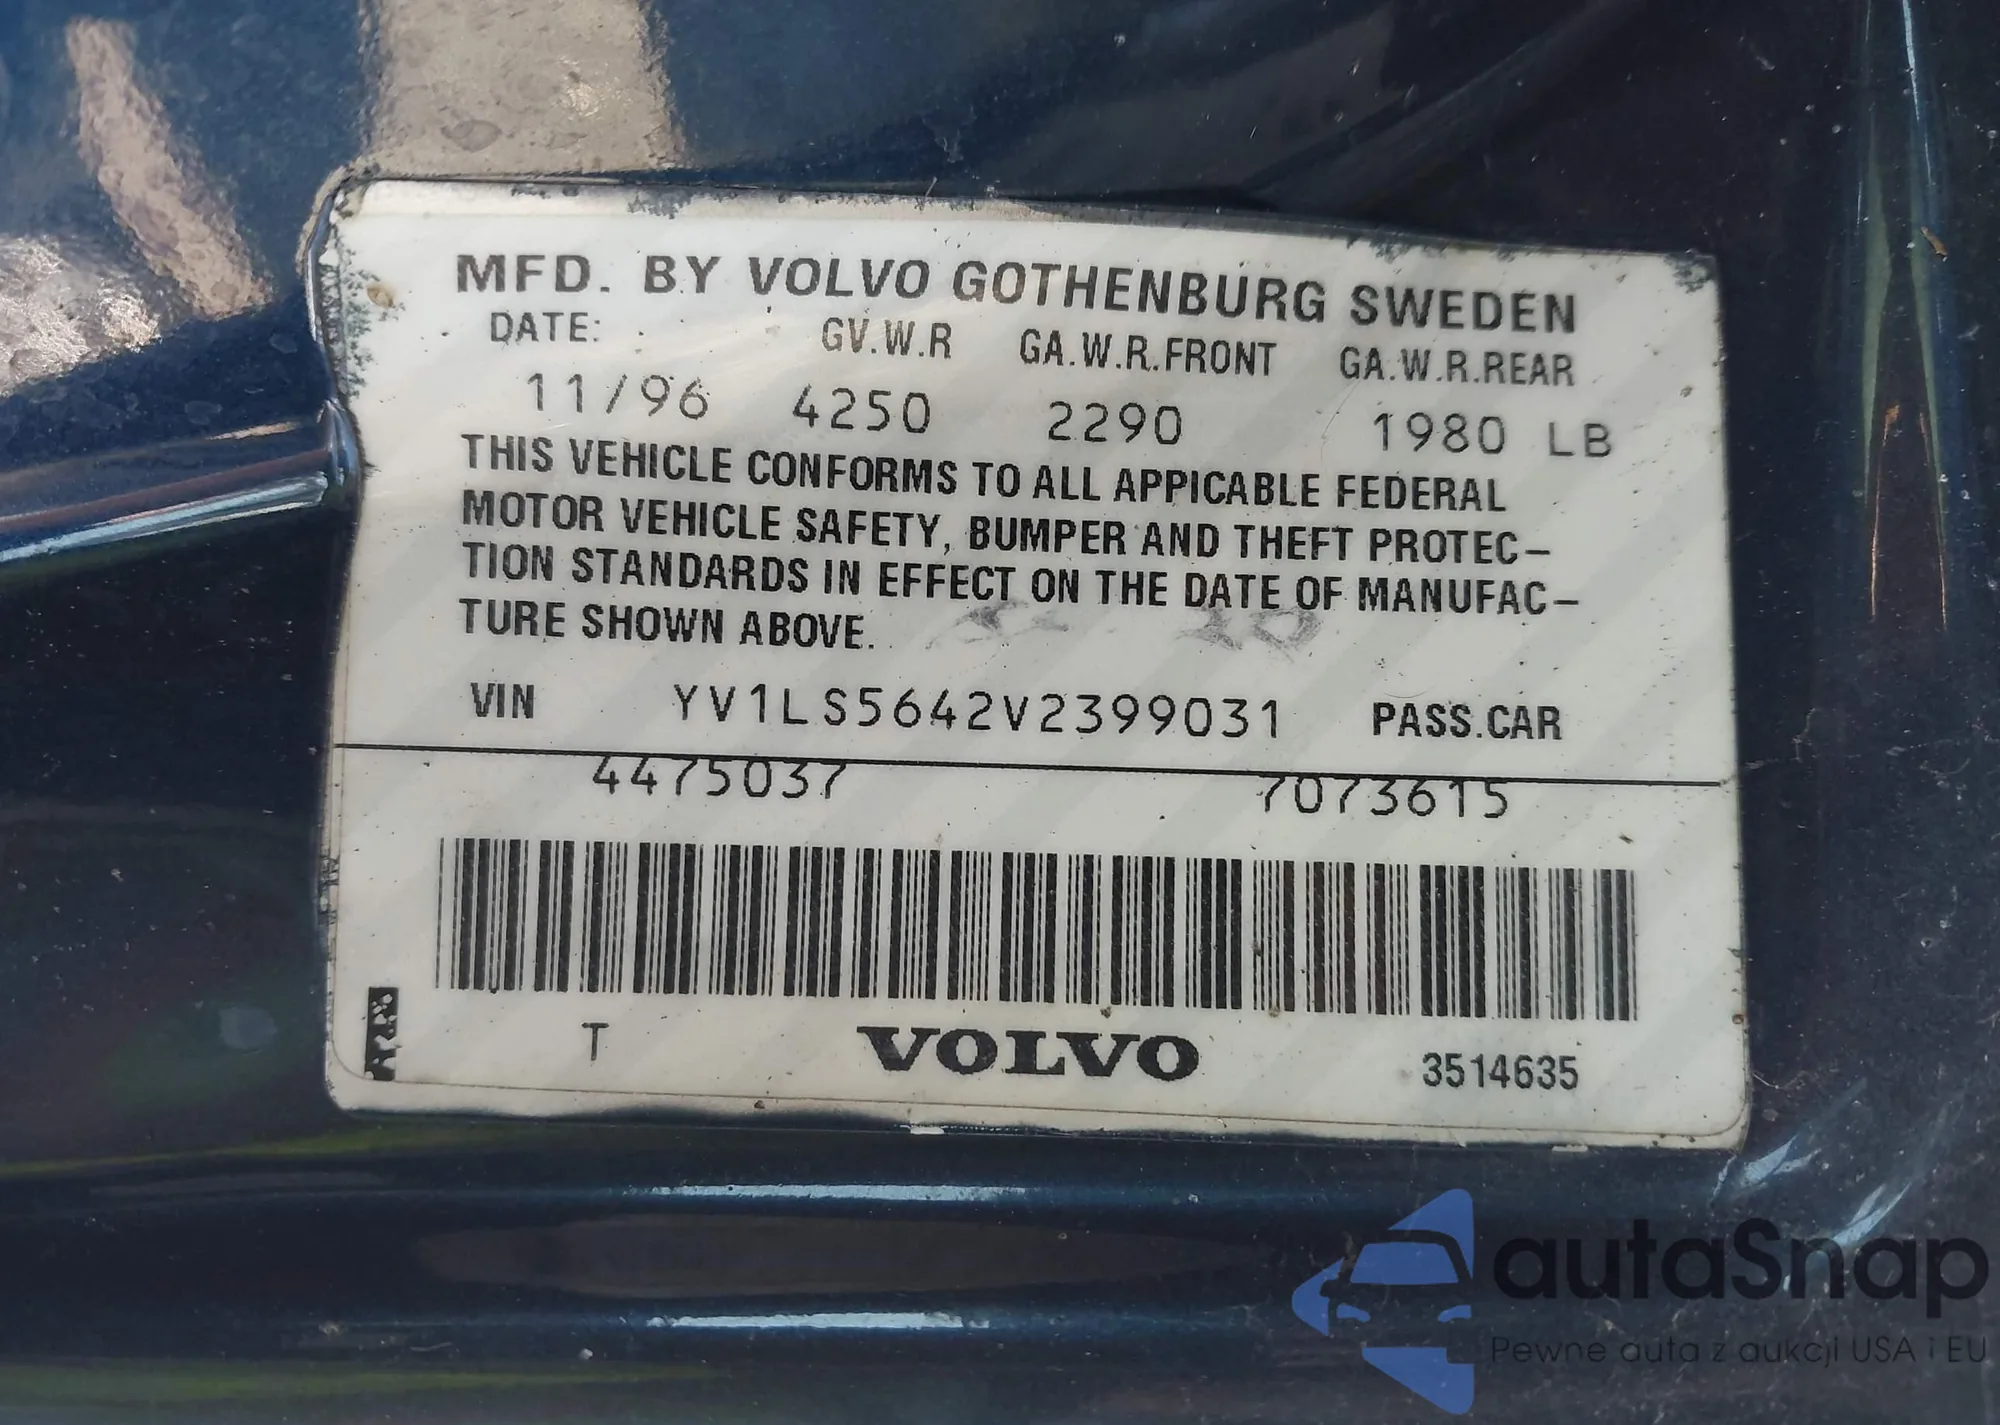 MFD. BY VOLVO GOTHENBURG SWEDEN
DATE: GV.W.R GA.W.R.FRONT GA.W.R.REAR
11/96 4250 2290 1980 LB
THIS VEHICLE CONFORMS TO ALL APPICABLE FEDERAL
MOTOR VEHICLE SAFETY, BUMPER AND THEFT PROTEC-
TION STANDARDS IN EFFECT ON THE DATE OF MANUFAC-
TURE SHOWN ABOVE.
VIN YV1LS5642V2399031 PASS.CAR
4475037 7073615
T VOLVO 3514635
autaSnap
Pewne auta z aukcji USA i EU